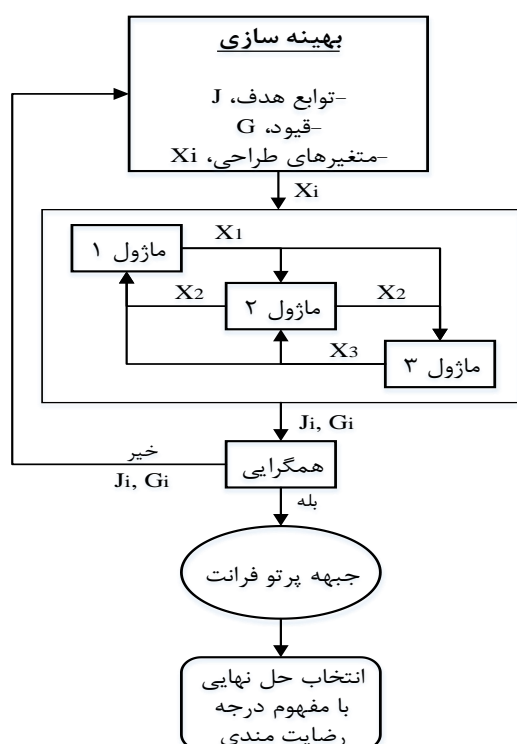 بهینه سازی
-توابع هدف، J
-قیود، G
-متغیرهای طراحی، Xi
Xi
ماژول ۱
X1
X2
ماژول ۲
X2
X3
ماژول ۳
Ji, Gi
خیر
Ji, Gi
همگرایی
بله
جبهه پرتو فرانت
انتخاب حل نهایی
با مفهوم درجه
رضایت مندی